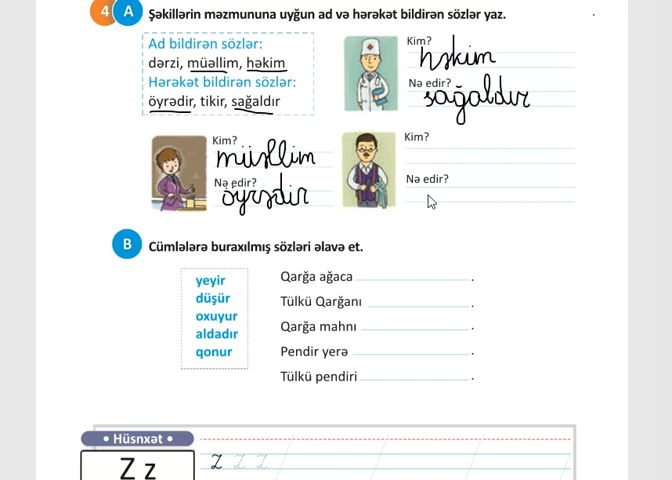 4 A Şəkillərin məzmununa uyğun ad və hərəkət bildirən sözlər yaz.
Ad bildirən sözlər:
dərzi, müəllim, həkim
Hərəkət bildirən sözlər:
öyrədir, tikir, sağaldır
Kim?
həkim
Nə edir?
sağaldır
Kim?
müəllim
Nə edir?
öyrədir
Kim?
Nə edir?
B Cümlələrə buraxılmış sözləri əlavə et.
yeyir
düşür
oxuyur
aldadır
qonur
Qarğa ağaca .
Tülkü Qarğanı .
Qarğa mahnı .
Pendir yerə .
Tülkü pendiri .
• Hüsnxət •
Z z
Z Z Z